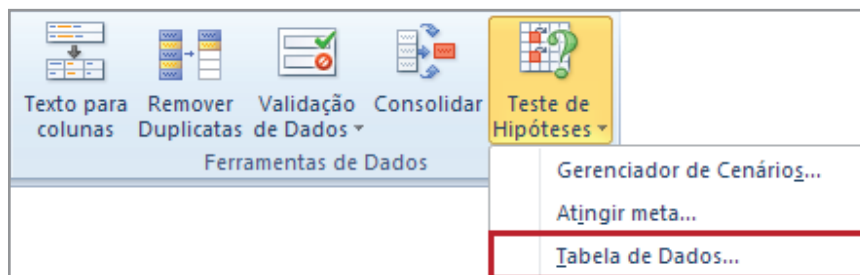 Texto para Remover Validação Consolidar Teste de
colunas Duplicatas de Dados Hipóteses
Ferramentas de Dados
Gerenciador de Cenários...
Atingir meta...
Tabela de Dados...